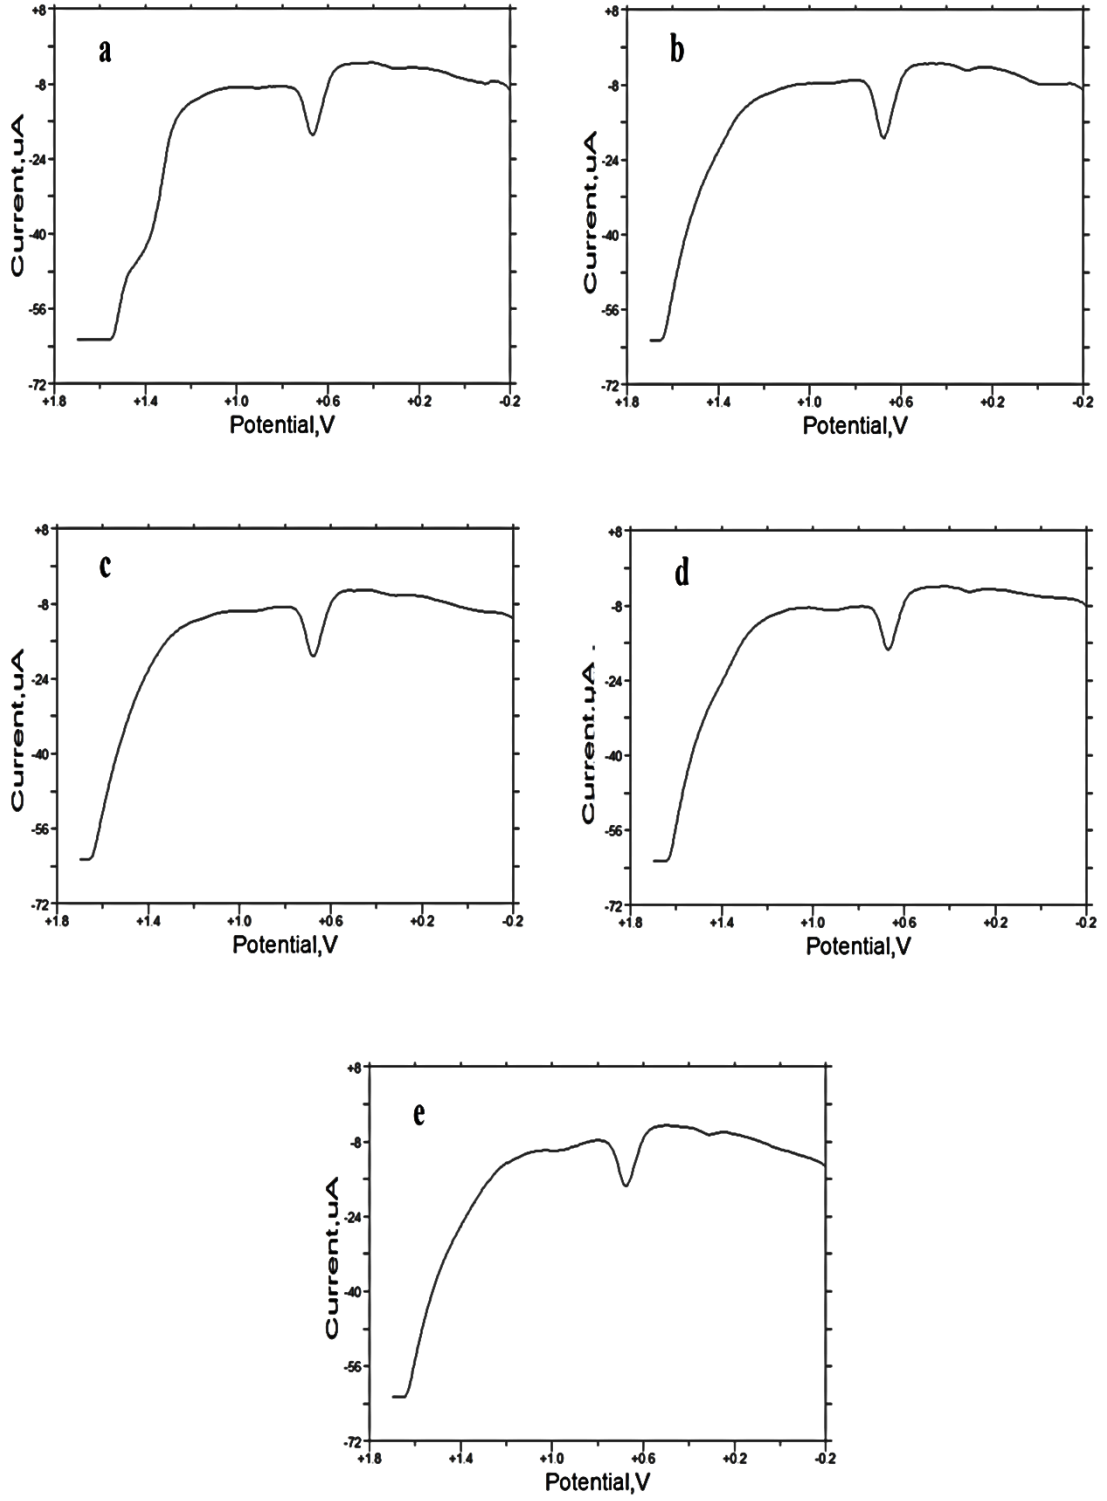 +8
a
-8
-24
-40
-56
-72
+1.8 +1.4 +1.0 +0.6 +0.2 -0.2
Current,uA
Potential,V
+8
b
-8
-24
-40
-56
-72
+1.8 +1.4 +1.0 +0.6 +0.2 -0.2
Current,uA
Potential,V
+8
c
-8
-24
-40
-56
-72
+1.8 +1.4 +1.0 +0.6 +0.2 -0.2
Current,uA
Potential,V
+8
d
-8
-24
-40
-56
-72
+1.8 +1.4 +1.0 +0.6 +0.2 -0.2
Current,uA
Potential,V
+8
e
-8
-24
-40
-56
-72
+1.8 +1.4 +1.0 +0.6 +0.2 -0.2
Current,uA
Potential,V